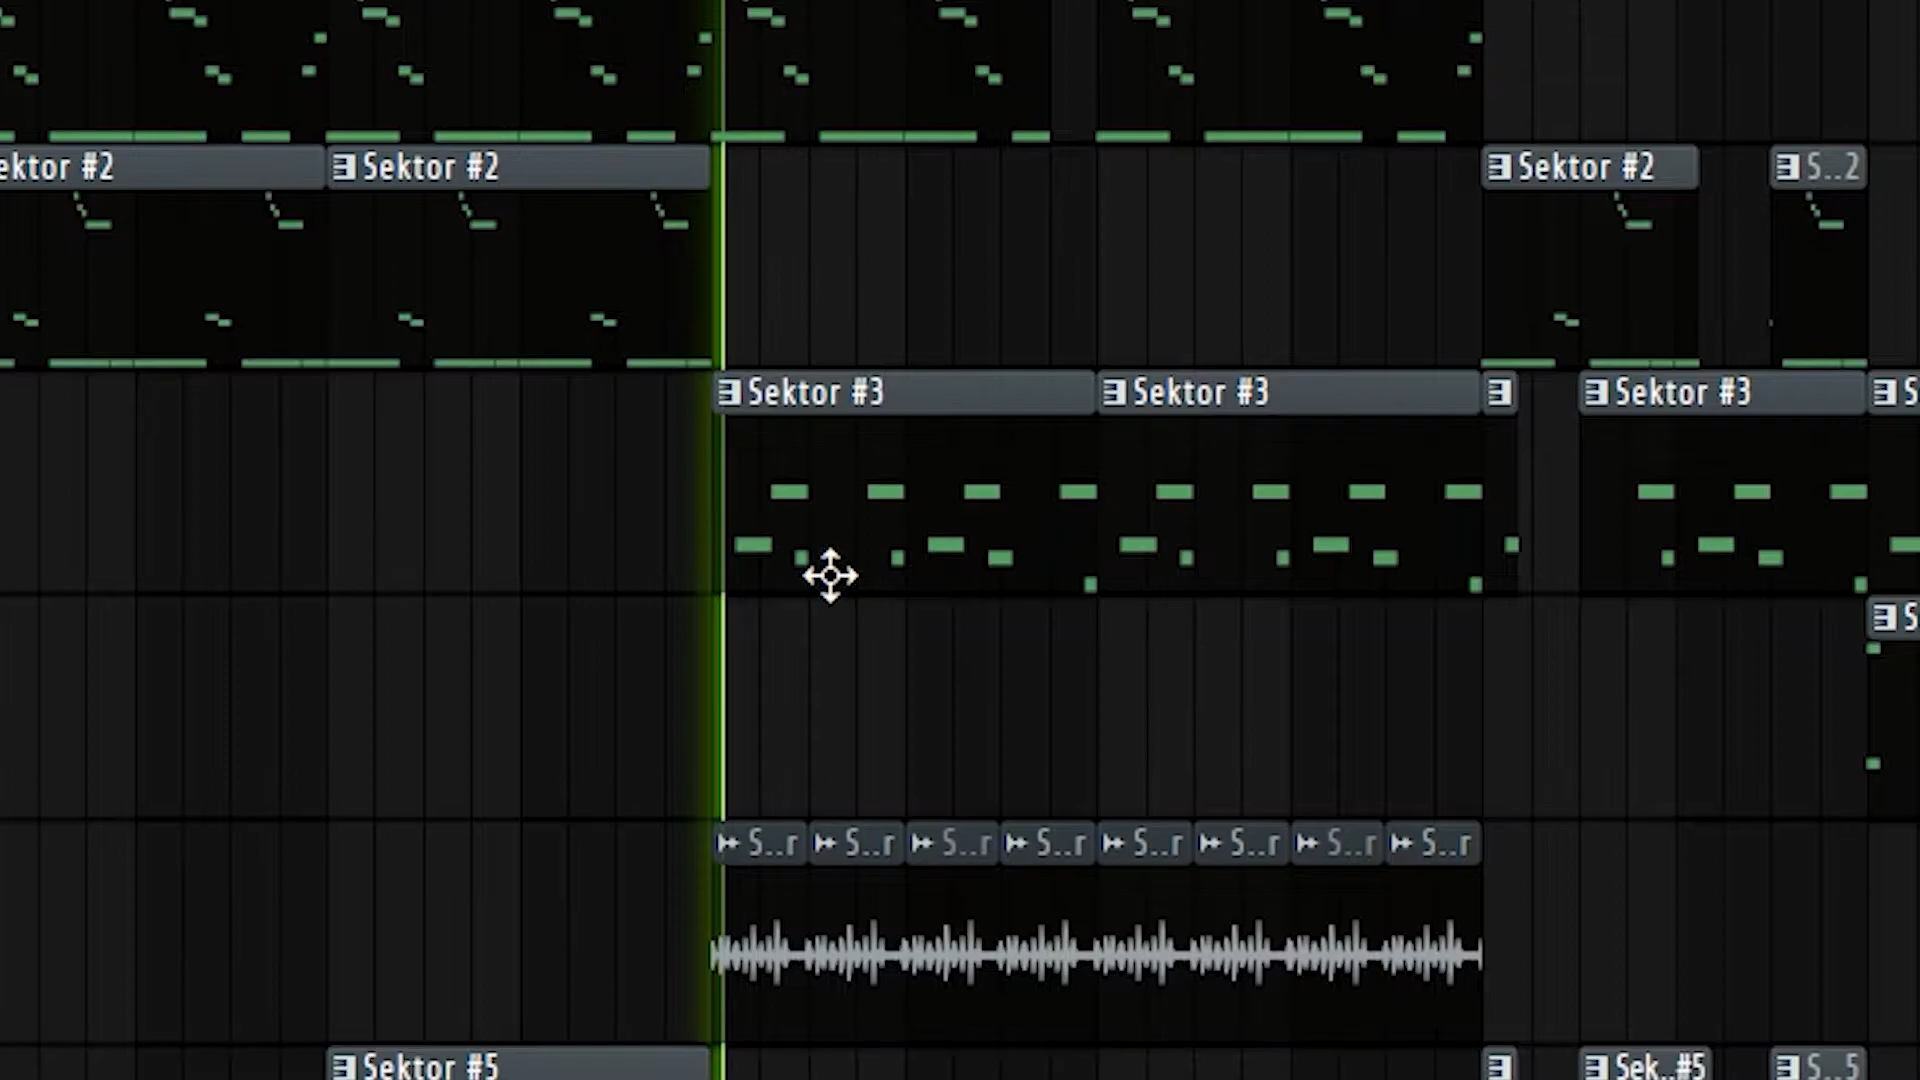 ektor #2 Sektor #2 Sektor #2 S..2
Sektor #3 Sektor #3 Sektor #3 S
S
S..r S..r S..r S..r S..r S..r S..r S..r
Sektor #5 Sek..#5 S..5